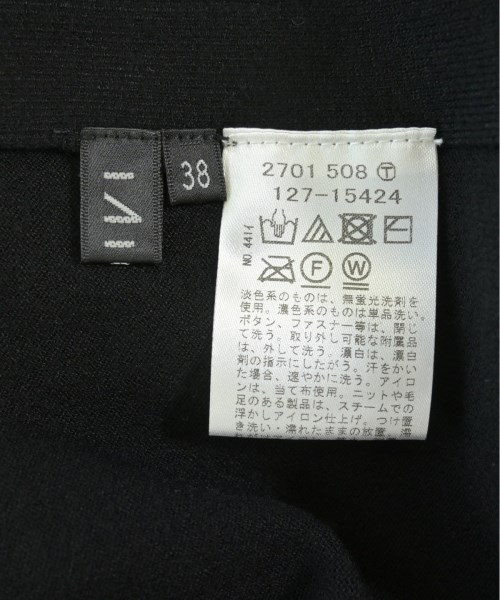 38
2701 508 Ⓣ
127-15424
NO.441イ
F
W
淡色系のものは、無蛍光洗剤を
使用。濃色系のものは単品洗い。
ボタン、ファスナー等は、閉じ
て洗う。取り外し可能な附属品
は、外して洗う。漂白は、漂白
剤の指示にしたがう。汗をかい
た場合、速やかに洗う。アイロ
ンは、当て布使用。ニットや毛
足のある製品は、スチームでの
浮かしアイロン仕上げ。つけ置
き洗い・濡れたままの放置、